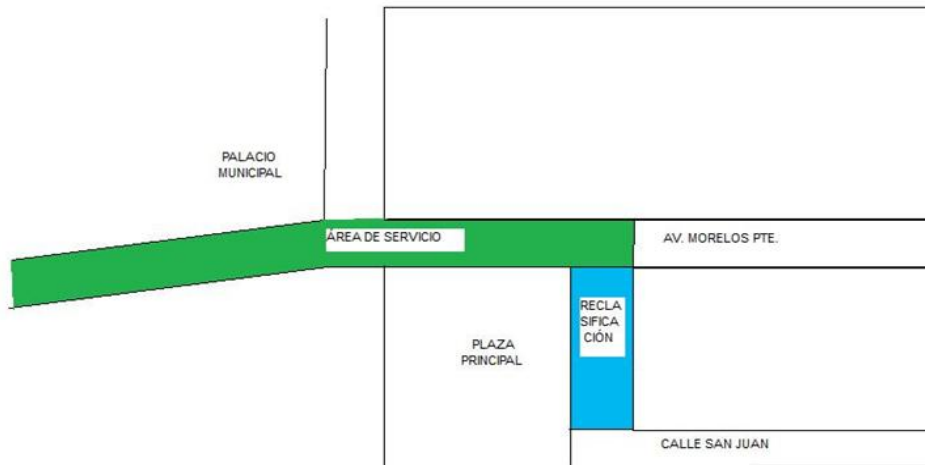 PALACIO
MUNICIPAL
ÁREA DE SERVICIO
AV. MORELOS PTE.
RECLA
SIFICA
CIÓN
PLAZA
PRINCIPAL
CALLE SAN JUAN